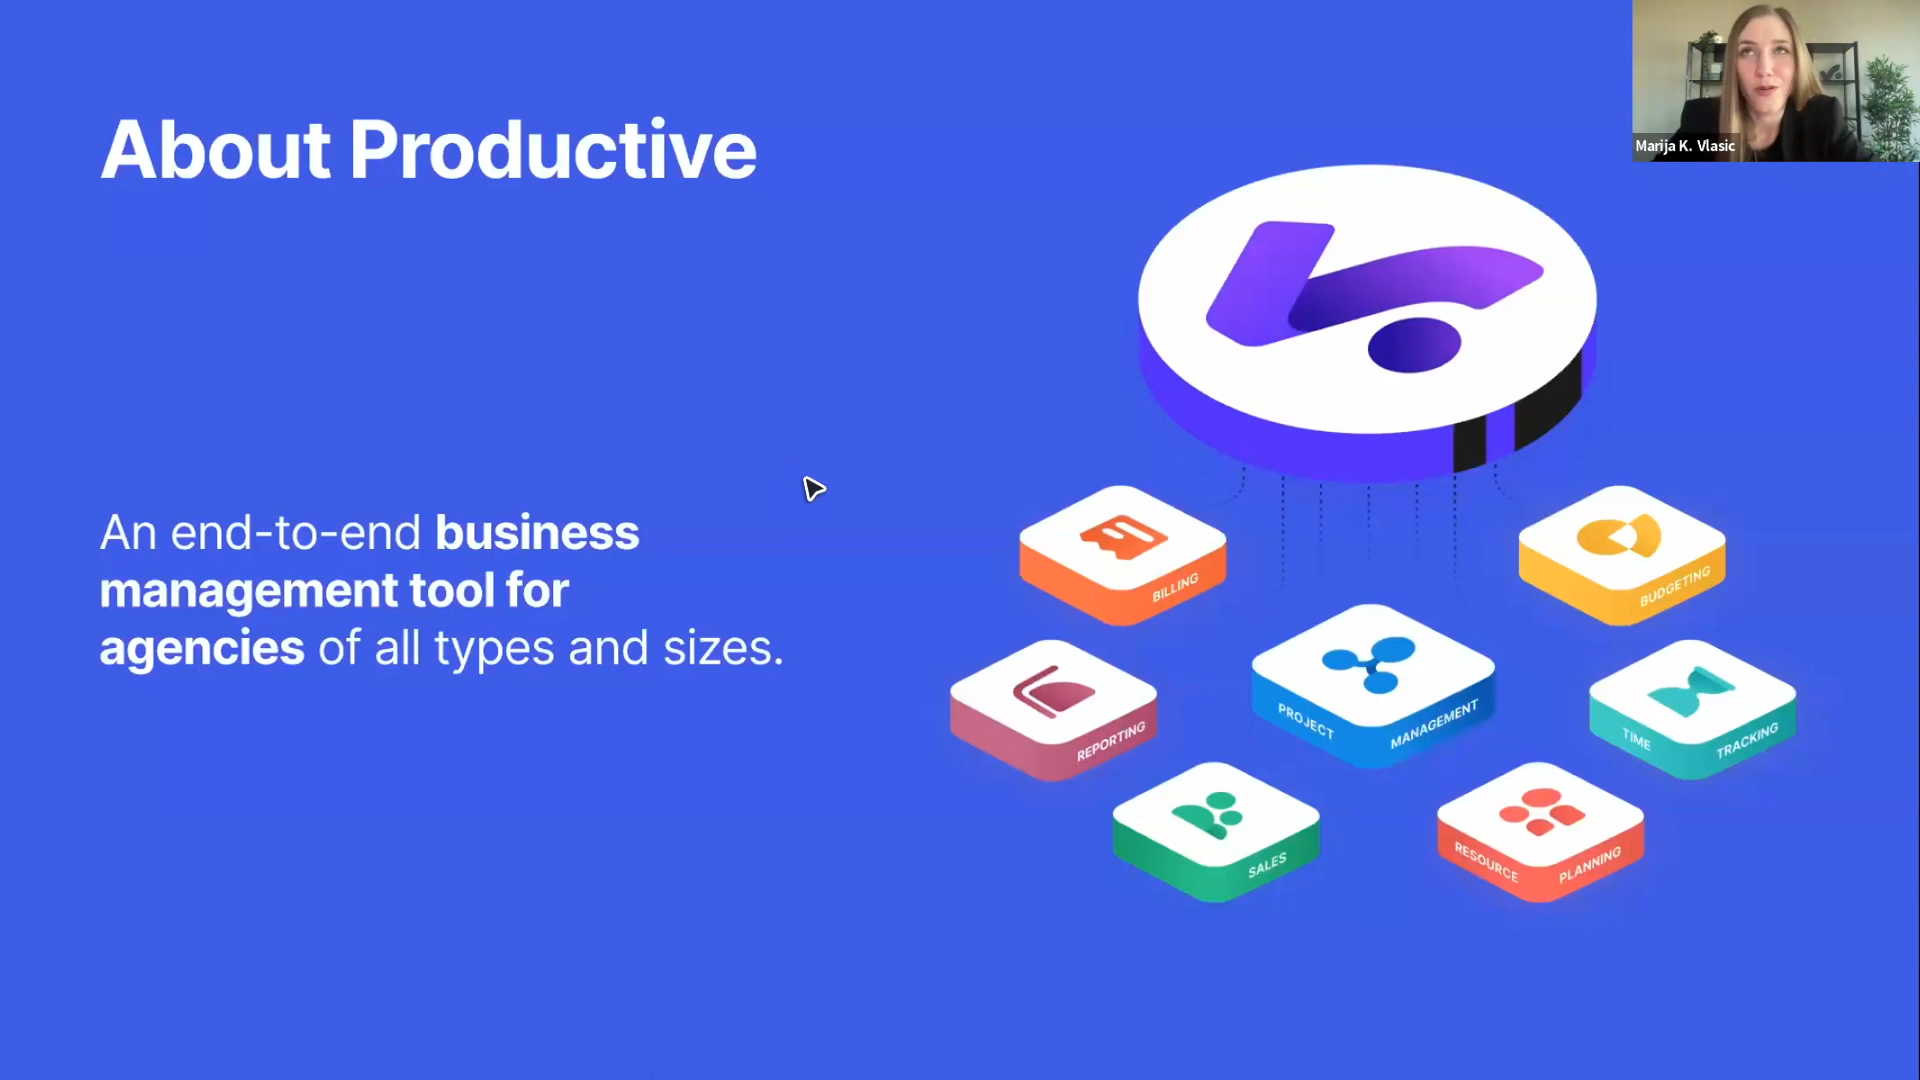 About Productive
Marija K. Vlasic
An end-to-end business
management tool for
agencies of all types and sizes.
BILLING
BUDGETING
REPORTING
PROJECT MANAGEMENT
TIME TRACKING
SALES
RESOURCE PLANNING